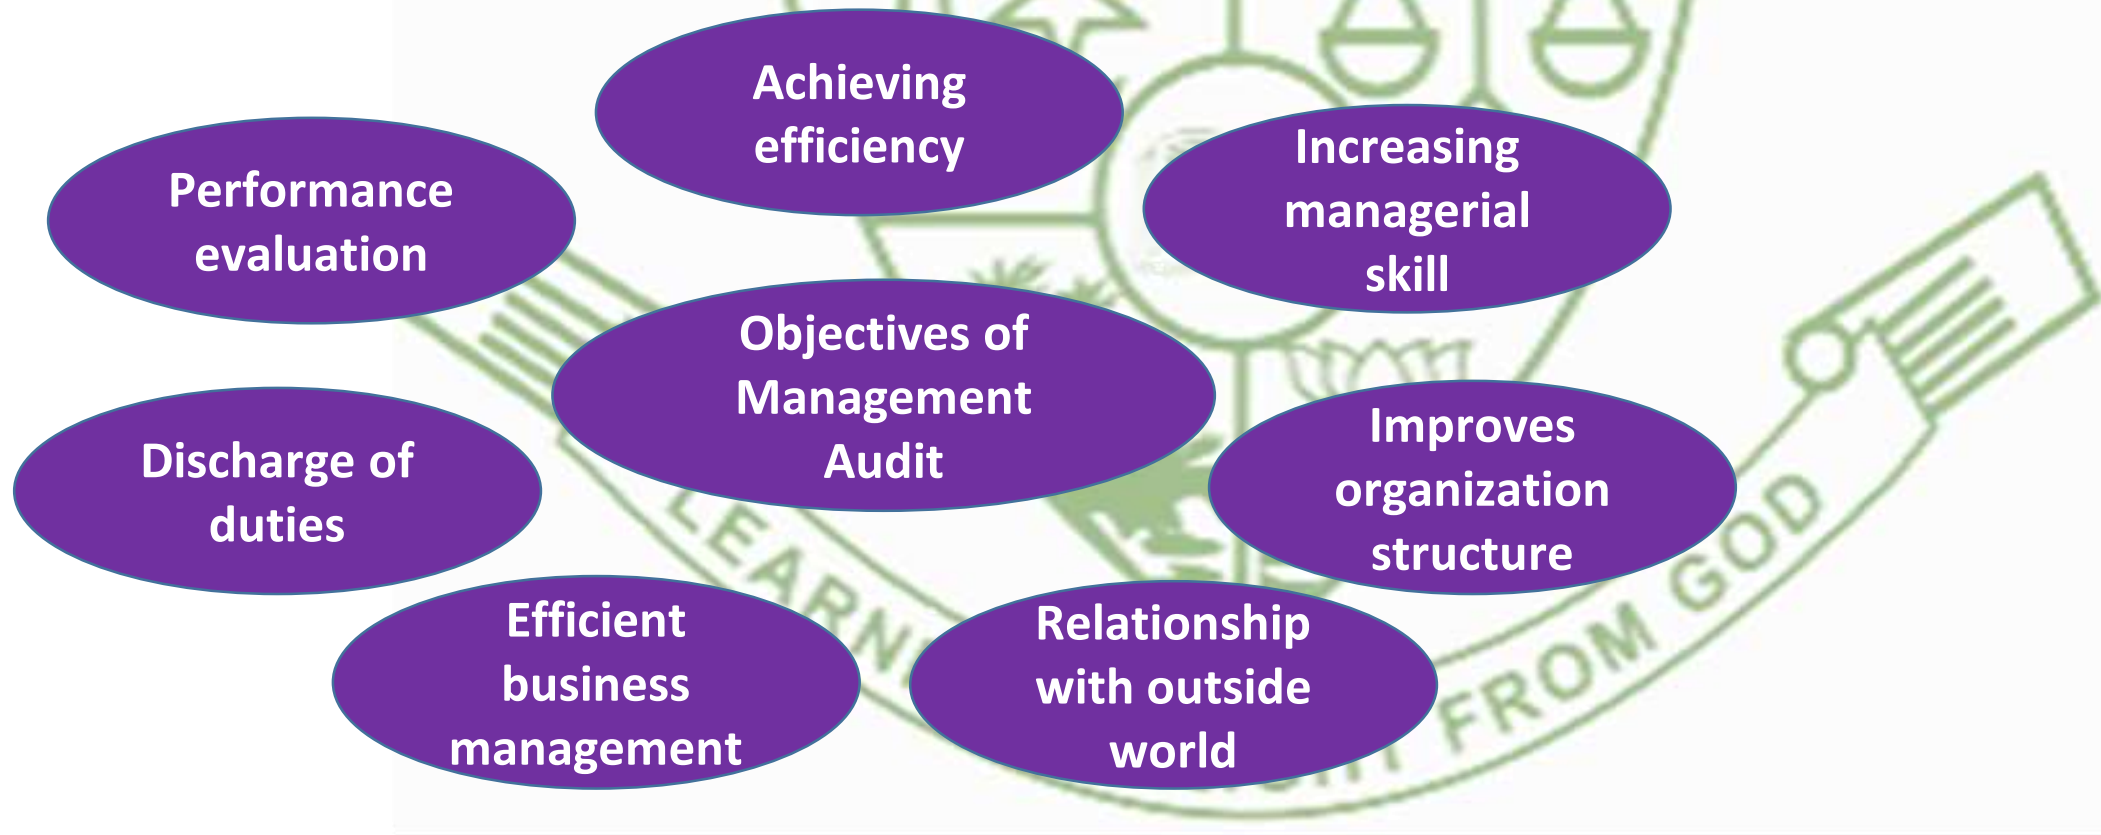 Achieving
efficiency
Increasing
managerial
skill
Performance
evaluation
Objectives of
Management
Audit
Improves
organization
structure
Discharge of
duties
Efficient
business
management
Relationship
with outside
world
FROM GOD